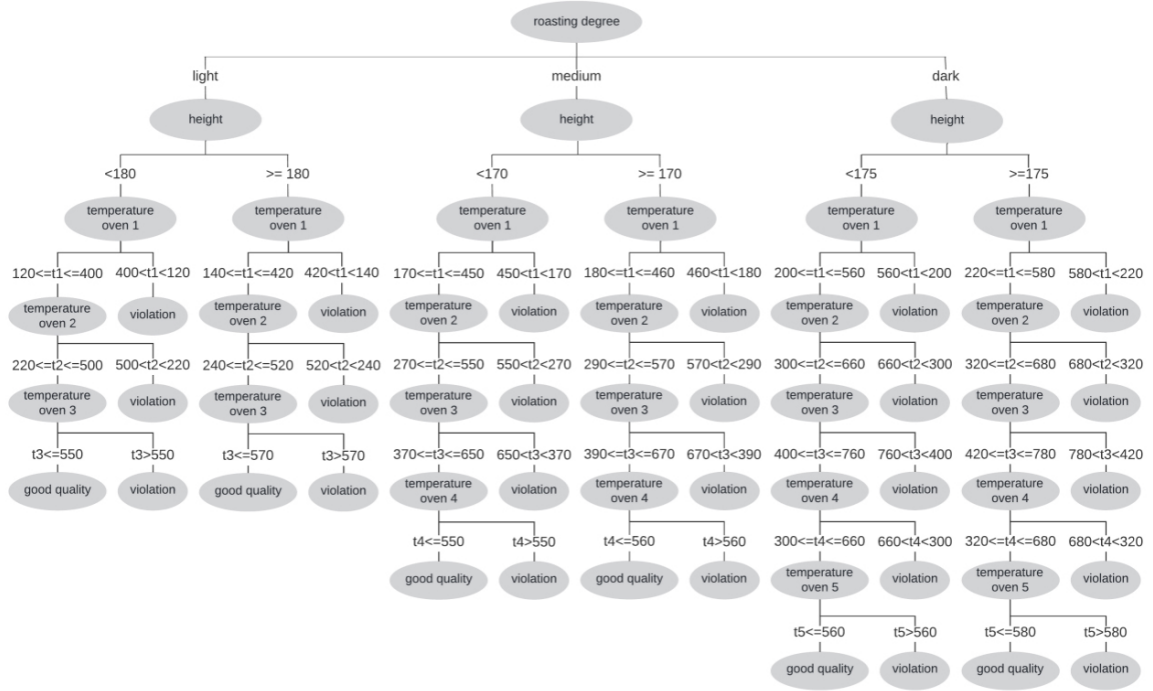 roasting degree
light
medium
dark
height
height
height
<180
>= 180
<170
>= 170
<175
>=175
temperature
oven 1
temperature
oven 1
temperature
oven 1
temperature
oven 1
temperature
oven 1
temperature
oven 1
120<=t1<=400
400<t1<120
140<=t1<=420
420<t1<140
170<=t1<=450
450<t1<170
180<=t1<=460
460<t1<180
200<=t1<=560
560<t1<200
220<=t1<=580
580<t1<220
temperature
oven 2
violation
temperature
oven 2
violation
temperature
oven 2
violation
temperature
oven 2
violation
temperature
oven 2
violation
temperature
oven 2
violation
220<=t2<=500
500<t2<220
240<=t2<=520
520<t2<240
270<=t2<=550
550<t2<270
290<=t2<=570
570<t2<290
300<=t2<=660
660<t2<300
320<=t2<=680
680<t2<320
temperature
oven 3
violation
temperature
oven 3
violation
temperature
oven 3
violation
temperature
oven 3
violation
temperature
oven 3
violation
temperature
oven 3
violation
t3<=550
t3>550
t3<=570
t3>570
370<=t3<=650
650<t3<370
390<=t3<=670
670<t3<390
400<=t3<=760
760<t3<400
420<=t3<=780
780<t3<420
good quality
violation
good quality
violation
temperature
oven 4
violation
temperature
oven 4
violation
temperature
oven 4
violation
temperature
oven 4
violation
t4<=550
t4>550
t4<=560
t4>560
300<=t4<=660
660<t4<300
320<=t4<=680
680<t4<320
good quality
violation
good quality
violation
temperature
oven 5
violation
temperature
oven 5
violation
t5<=560
t5>560
t5<=580
t5>580
good quality
violation
good quality
violation